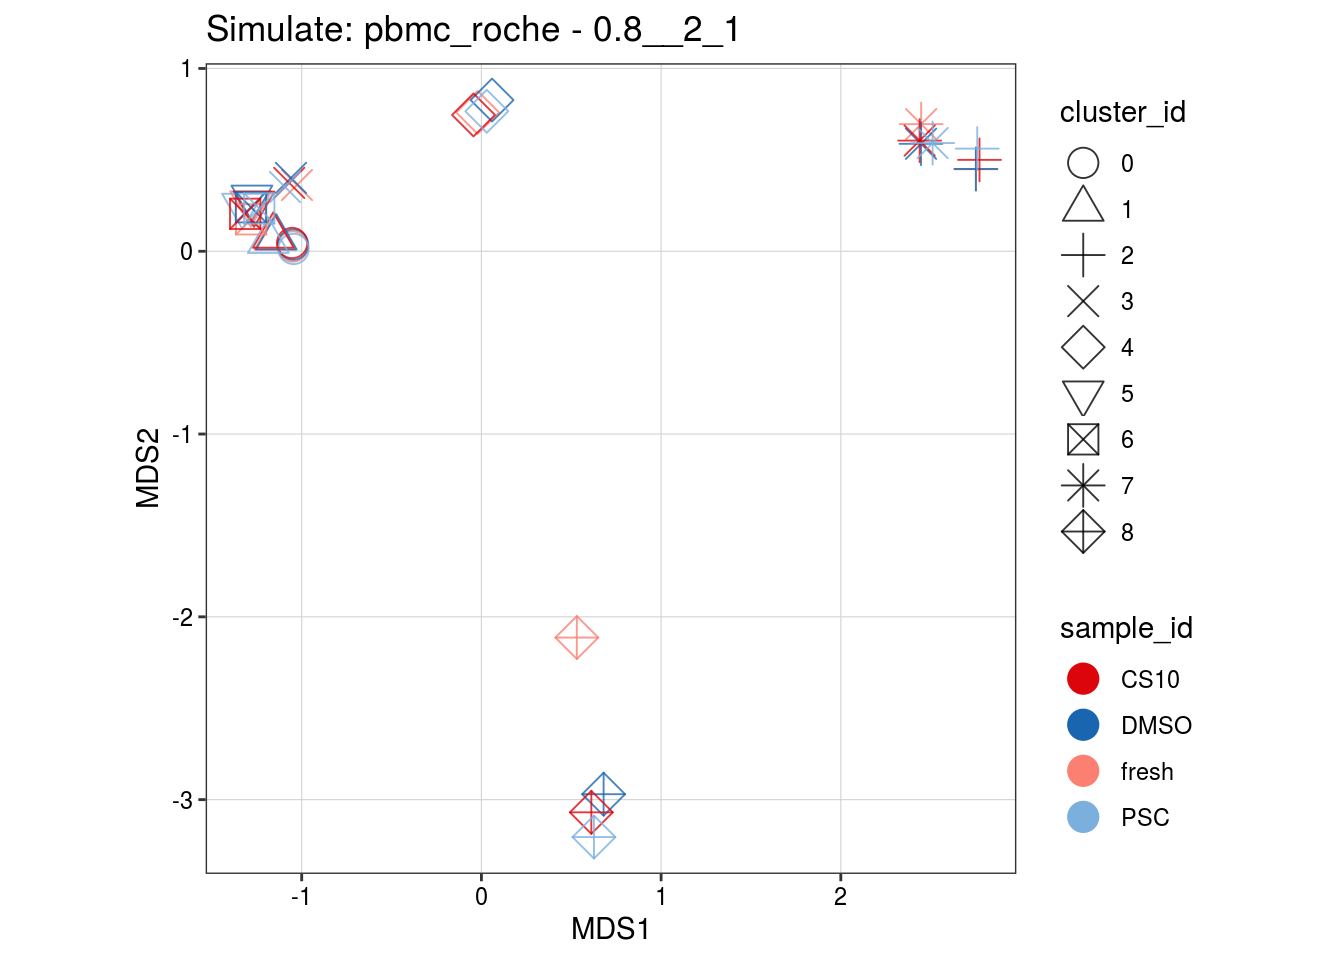 Simulate: pbmc_roche - 0.8__2_1
1
0
-1
-2
-3
MDS2
-1
0
1
2
MDS1
cluster_id
0
1
2
3
4
5
6
7
8
sample_id
CS10
DMSO
fresh
PSC